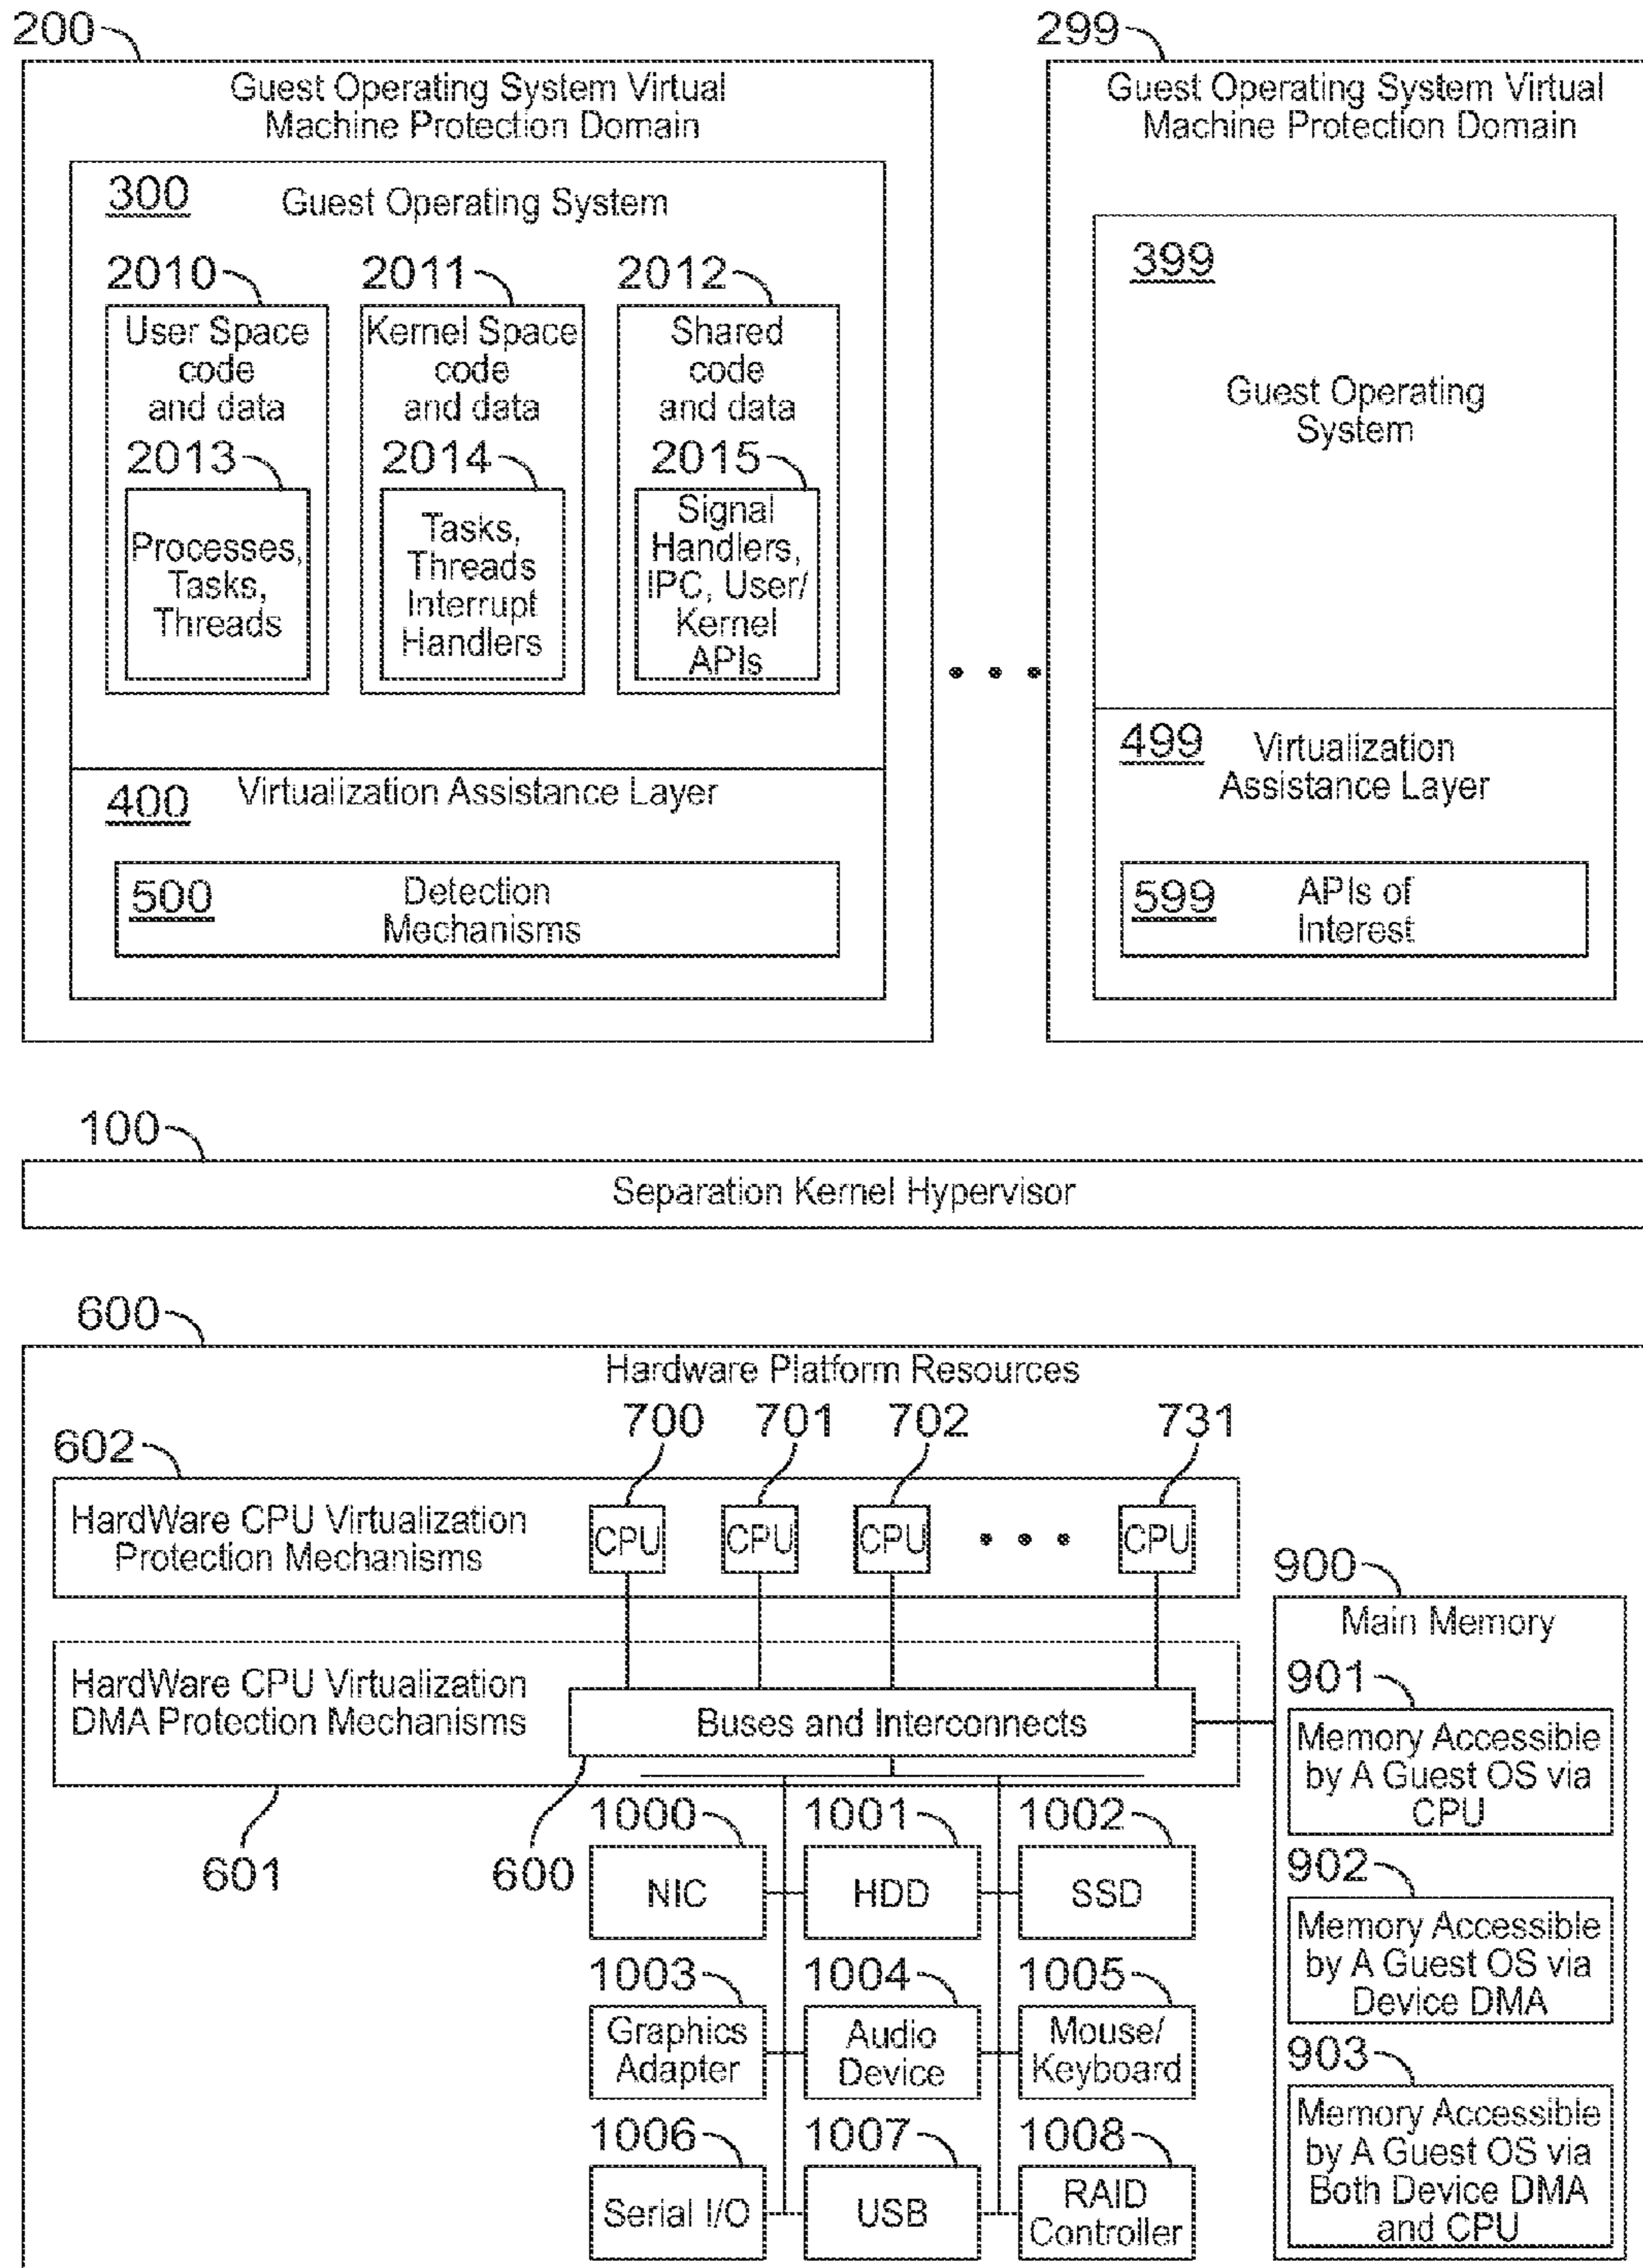 200
Guest Operating System Virtual
Machine Protection Domain
300
Guest Operating System
2010
User Space
code
and data
2013
Processes,
Tasks,
Threads
2011
Kernel Space
code
and data
2014
Tasks,
Threads
Interrupt
Handlers
2012
Shared
code
and data
2015
Signal
Handlers,
IPC, User/
Kernel
APIs
400
Virtualization Assistance Layer
500
Detection
Mechanisms
299
Guest Operating System Virtual
Machine Protection Domain
399
Guest Operating
System
499
Virtualization
Assistance Layer
599
APIs of
Interest
100
Separation Kernel Hypervisor
600
Hardware Platform Resources
602
HardWare CPU Virtualization
Protection Mechanisms
700
CPU
701
CPU
702
CPU
731
CPU
HardWare CPU Virtualization
DMA Protection Mechanisms
Buses and Interconnects
601
600
900
Main Memory
901
Memory Accessible
by A Guest OS via
CPU
902
Memory Accessible
by A Guest OS via
Device DMA
903
Memory Accessible
by A Guest OS via
Both Device DMA
and CPU
1000
NIC
1001
HDD
1002
SSD
1003
Graphics
Adapter
1004
Audio
Device
1005
Mouse/
Keyboard
1006
Serial I/O
1007
USB
1008
RAID
Controller